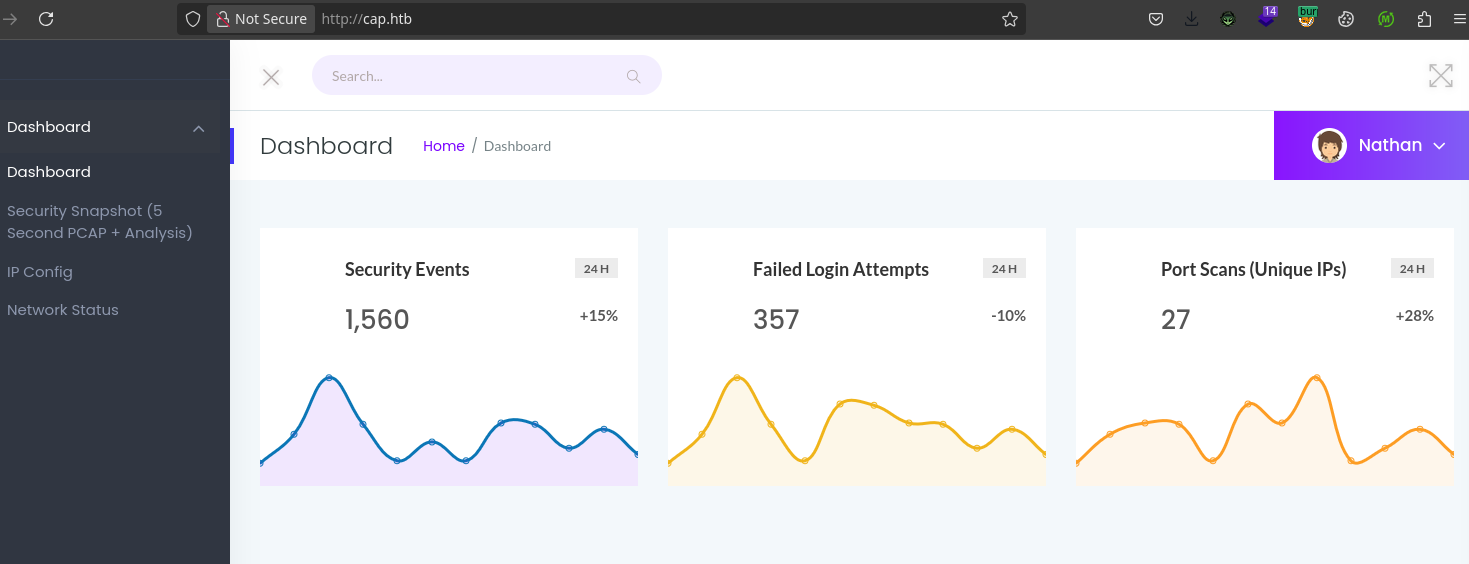 Not Secure http://cap.htb
14
bur
M
Search...
Dashboard
Dashboard
Security Snapshot (5
Second PCAP + Analysis)
IP Config
Network Status
Dashboard Home / Dashboard
Nathan
Security Events 24 H
1,560 +15%
Failed Login Attempts 24 H
357 -10%
Port Scans (Unique IPs) 24 H
27 +28%